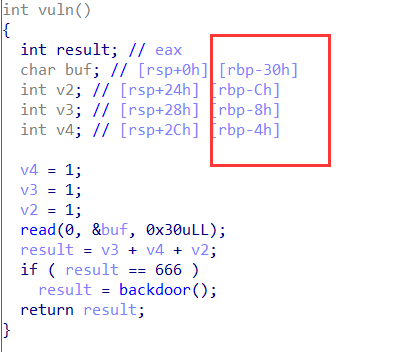 int vuln()
{
  int result; // eax
  char buf; // [rsp+0h] [rbp-30h]
  int v2; // [rsp+24h] [rbp-Ch]
  int v3; // [rsp+28h] [rbp-8h]
  int v4; // [rsp+2Ch] [rbp-4h]

  v4 = 1;
  v3 = 1;
  v2 = 1;
  read(0, &buf, 0x30uLL);
  result = v3 + v4 + v2;
  if ( result == 666 )
    result = backdoor();
  return result;
}